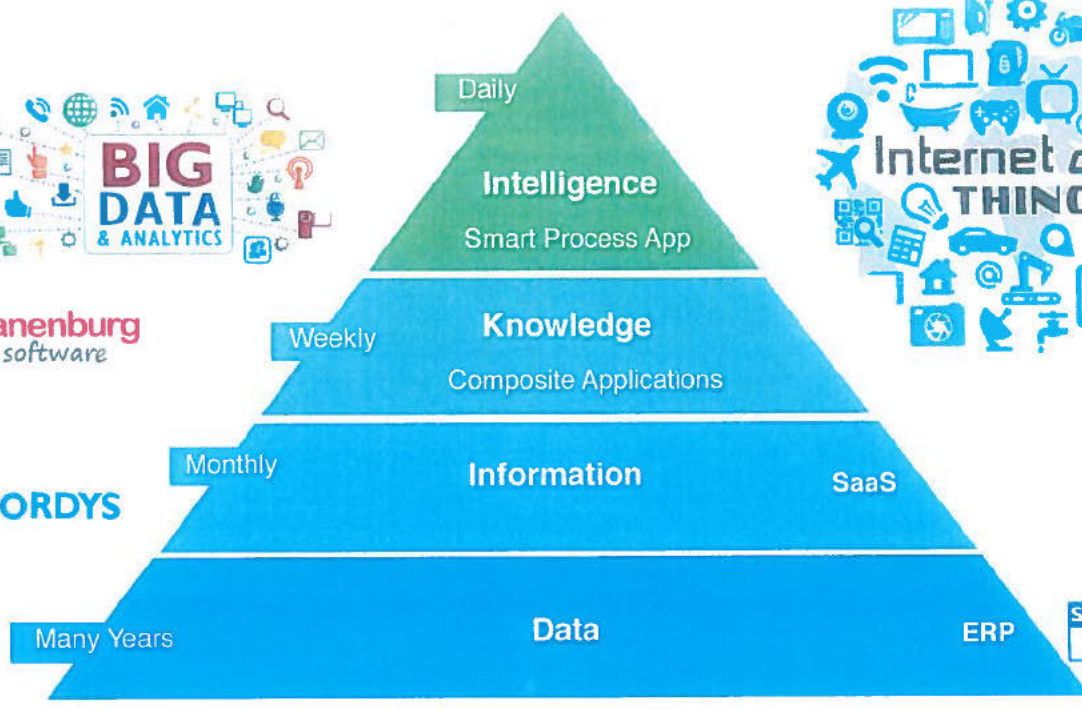 Daily
BIG
DATA
& ANALYTICS
Internet
THING
Intelligence
Smart Process App
anenburg
software
Weekly
Knowledge
Composite Applications
Monthly
Information
SaaS
ORDYS
Many Years
Data
ERP
S